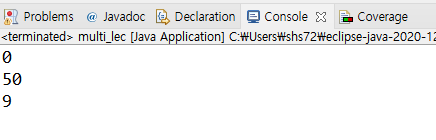 Problems @ Javadoc Declaration Console Coverage
<terminated> multi_lec [Java Application] C:₩Users₩shs72₩eclipse-java-2020-12
0
50
9